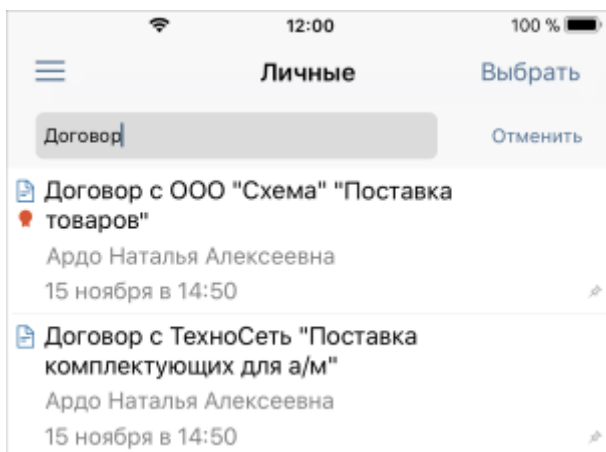 12:00 100 %
Личные Выбрать
Договор Отменить
Договор с ООО "Схема" "Поставка
товаров"
Ардо Наталья Алексеевна
15 ноября в 14:50
Договор с ТехноСеть "Поставка
комплектующих для а/м"
Ардо Наталья Алексеевна
15 ноября в 14:50